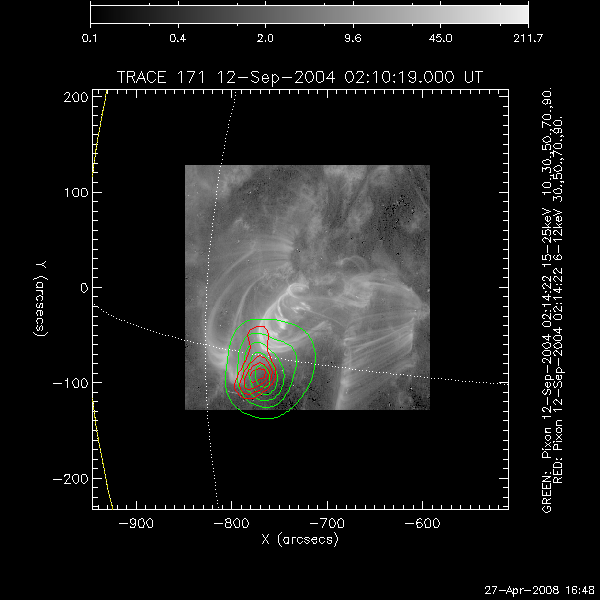 0.1 0.4 2.0 9.6 45.0 211.7
TRACE 171 12-Sep-2004 02:10:19.000 UT
200
100
0
-100
-200
Y (arcsecs)
-900 -800 -700 -600
X (arcsecs)
GREEN: Pixon 12-Sep-2004 02:14:22 15-25keV 10.,30.,50.,70.,90.
RED: Pixon 12-Sep-2004 02:14:22 6-12keV 30.,50.,70.,90.
27-Apr-2008 16:48